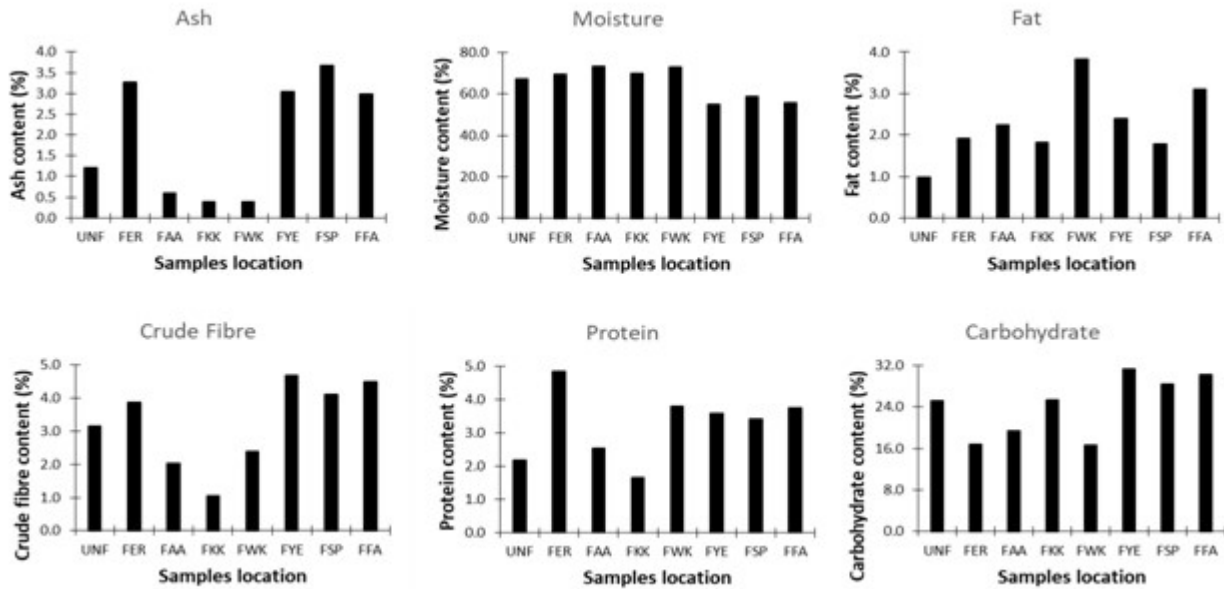 Ash
Ash content (%)
4.0
3.5
3.0
2.5
2.0
1.5
1.0
0.5
0.0
UNF FER FAA FKK FWK FYE FSP FFA
Samples location
Moisture
Moisture content (%)
80.0
60.0
40.0
20.0
0.0
UNF FER FAA FKK FWK FYE FSP FFA
Samples location
Fat
Fat content (%)
4.0
3.0
2.0
1.0
0.0
UNF FER FAA FKK FWK FYE FSP FFA
Samples location
Crude Fibre
Crude fibre content (%)
5.0
4.0
3.0
2.0
1.0
0.0
UNF FER FAA FKK FWK FYE FSP FFA
Samples location
Protein
Protein content (%)
5.0
4.0
3.0
2.0
1.0
0.0
UNF FER FAA FKK FWK FYE FSP FFA
Samples location
Carbohydrate
Carbohydrate content (%)
32.0
24.0
16.0
8.0
0.0
UNF FER FAA FKK FWK FYE FSP FFA
Samples location